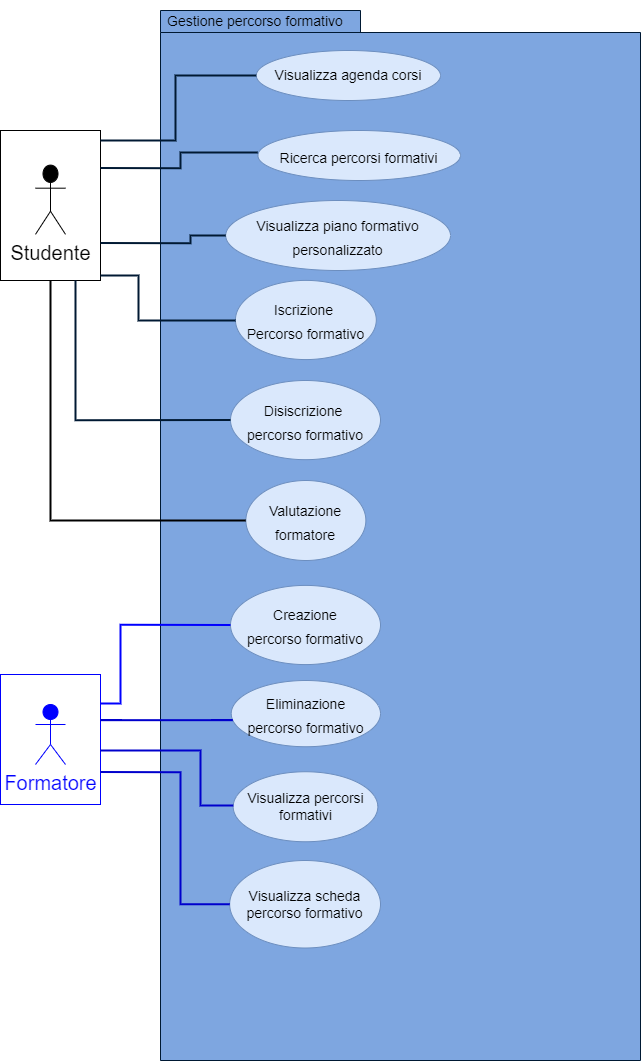 Gestione percorso formativo
Visualizza agenda corsi
Ricerca percorsi formativi
Studente
Visualizza piano formativo
personalizzato
Iscrizione
Percorso formativo
Disiscrizione
percorso formativo
Valutazione
formatore
Creazione
percorso formativo
Eliminazione
percorso formativo
Formatore
Visualizza percorsi
formativi
Visualizza scheda
percorso formativo